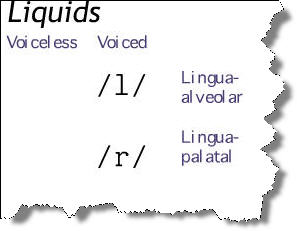 Liquids
Voiceless Voiced
/l/ Lingua-
alveolar
/r/ Lingua-
palatal